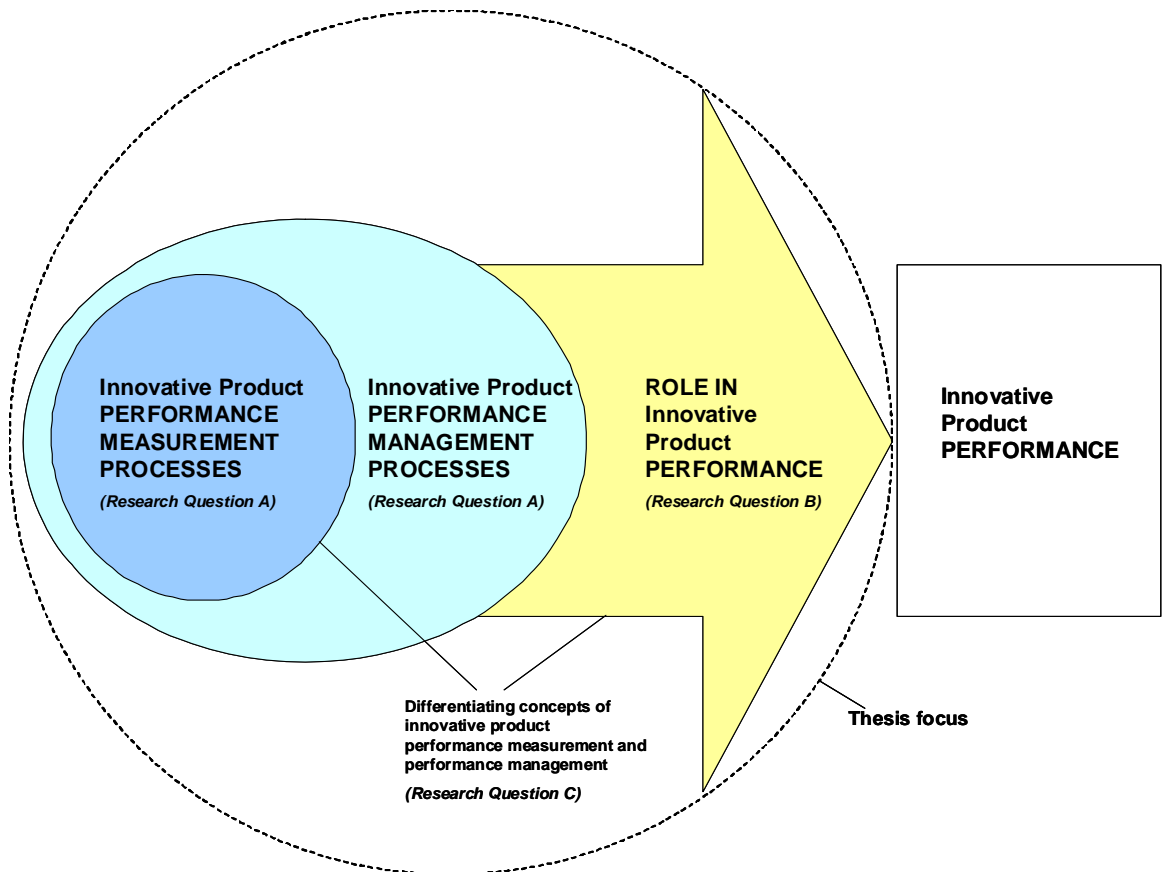 Innovative Product
PERFORMANCE
MEASUREMENT
PROCESSES
(Research Question A)
Innovative Product
PERFORMANCE
MANAGEMENT
PROCESSES
(Research Question A)
ROLE IN
Innovative
Product
PERFORMANCE
(Research Question B)
Innovative
Product
PERFORMANCE
Differentiating concepts of
innovative product
performance measurement and
performance management
(Research Question C)
Thesis focus